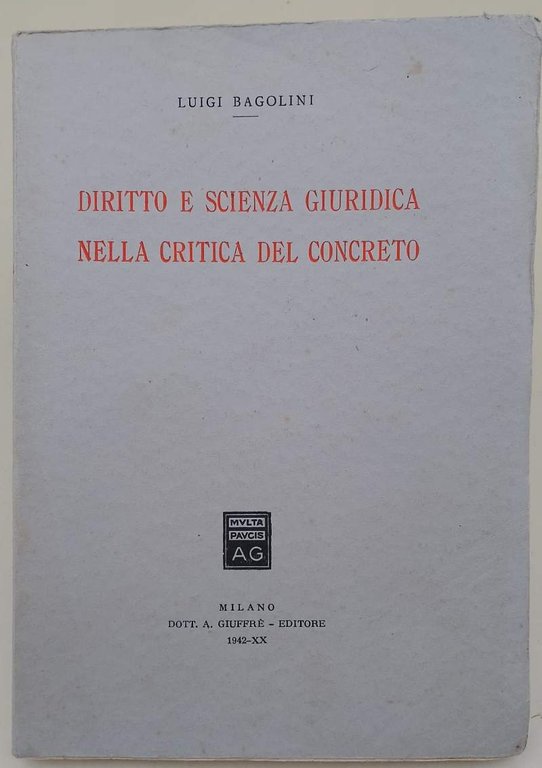 LUIGI BAGOLINI
DIRITTO E SCIENZA GIURIDICA
NELLA CRITICA DEL CONCRETO
MVLTA
PAVCIS
AG
MILANO
DOTT. A. GIUFFRÈ - EDITORE
1942-XX